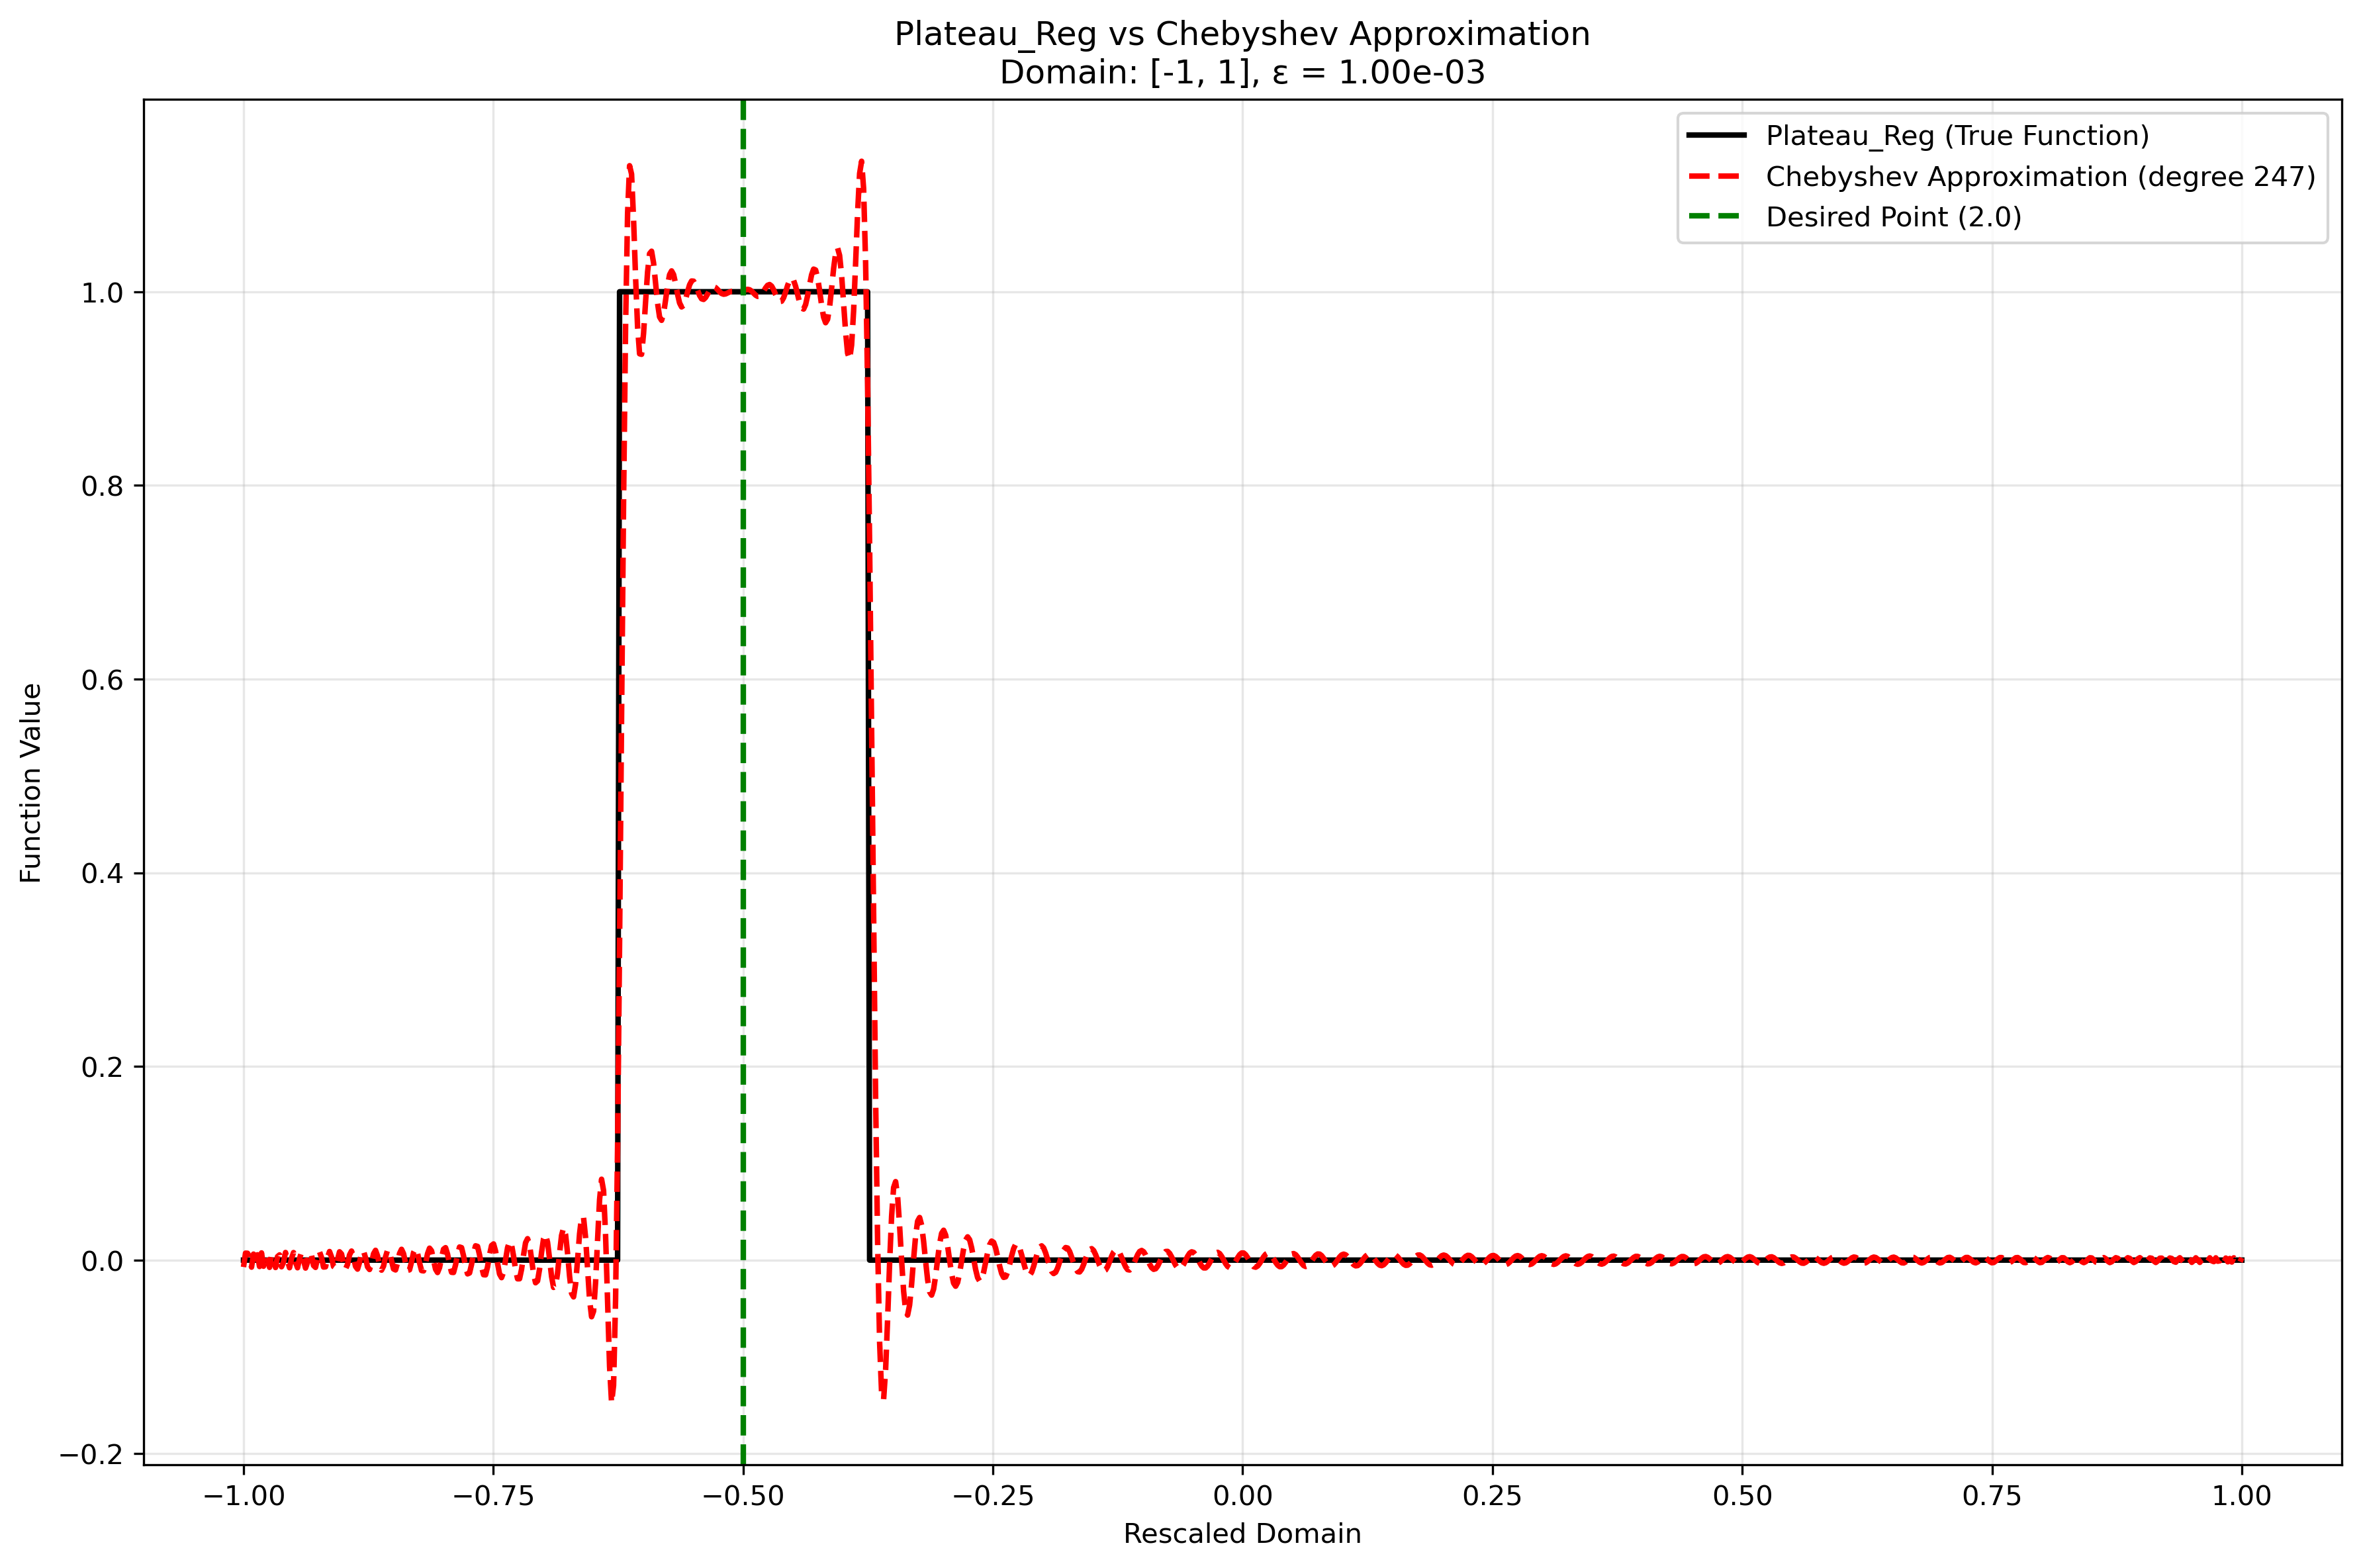 Plateau_Reg vs Chebyshev Approximation
Domain: [-1, 1], ε = 1.00e-03
Plateau_Reg (True Function)
Chebyshev Approximation (degree 247)
Desired Point (2.0)
Function Value
1.0
0.8
0.6
0.4
0.2
0.0
−0.2
−1.00
−0.75
−0.50
−0.25
0.00
0.25
0.50
0.75
1.00
Rescaled Domain